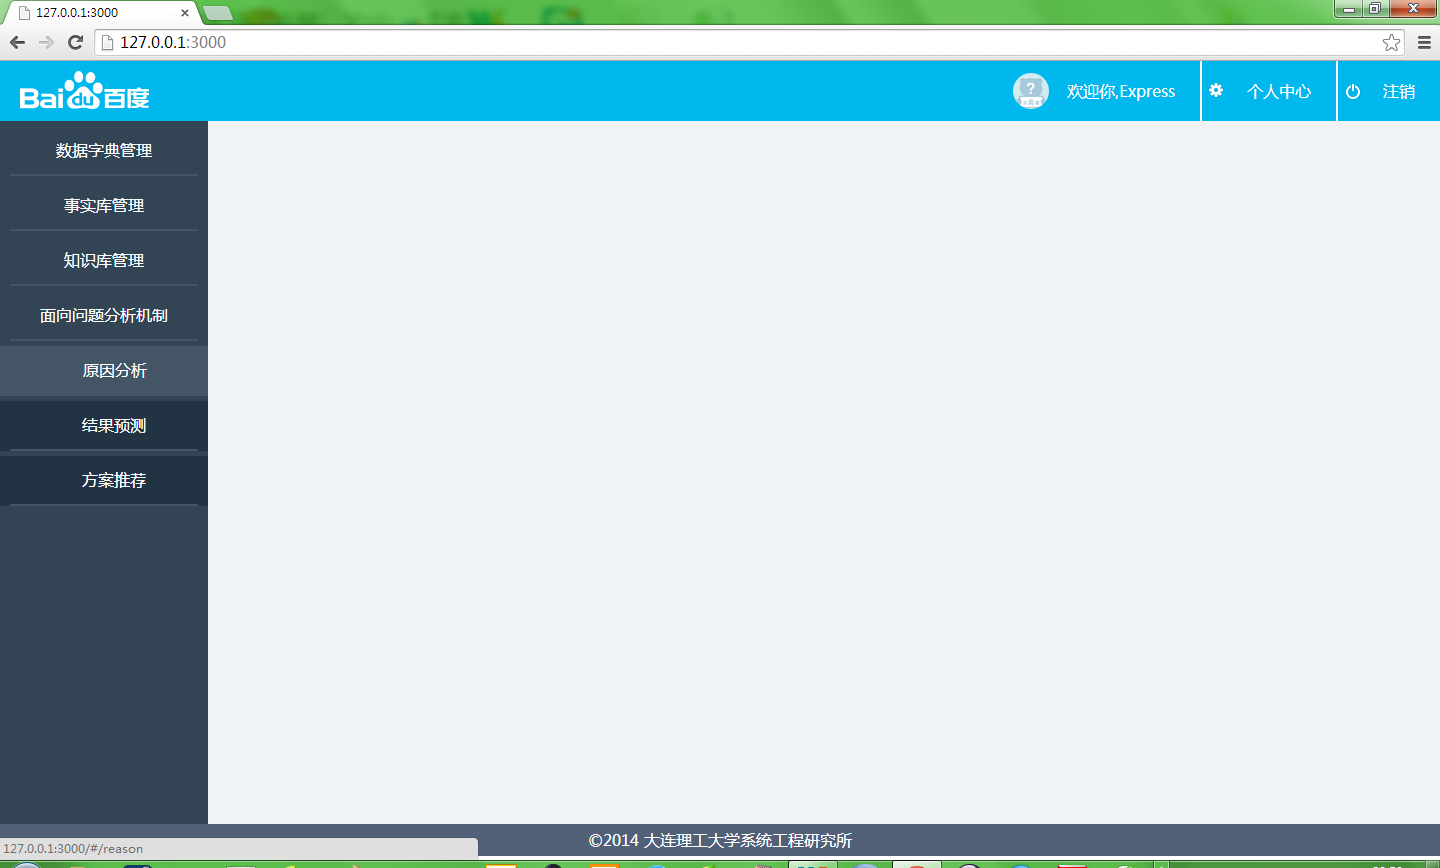 127.0.0.1:3000
127.0.0.1:3000
Bai du 百度
欢迎你,Express
个人中心
注销
数据字典管理
事实库管理
知识库管理
面向问题分析机制
原因分析
结果预测
方案推荐
©2014 大连理工大学系统工程研究所
127.0.0.1:3000/#/reason